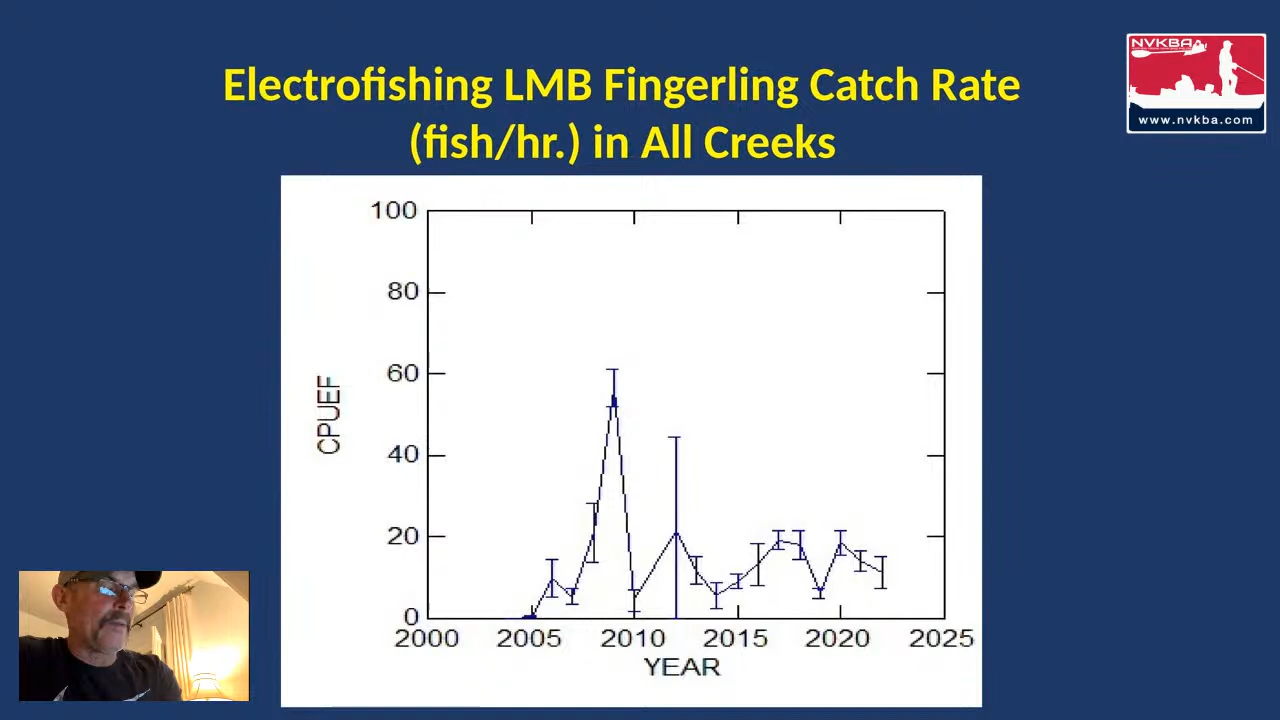 NVKBA
www.nvkba.com
Electrofishing LMB Fingerling Catch Rate
(fish/hr.) in All Creeks
100
80
60
40
20
0
CPUEF
2000 2005 2010 2015 2020 2025
YEAR